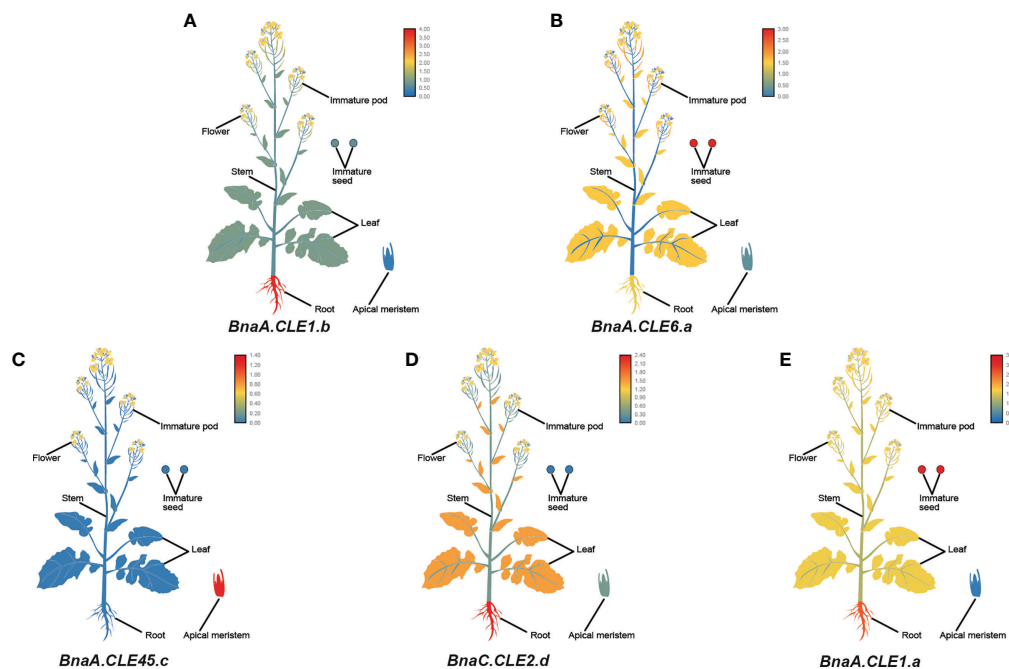 A
4.00
3.50
3.00
2.50
2.00
1.50
1.00
0.50
0.00
Immature pod
Flower
Stem
Immature
seed
Leaf
Root
Apical meristem
BnaA.CLE1.b
B
3.00
2.50
2.00
1.50
1.00
0.50
0.00
Immature pod
Flower
Stem
Immature
seed
Leaf
Root
Apical meristem
BnaA.CLE6.a
C
1.40
1.20
1.00
0.80
0.60
0.40
0.20
0.00
Immature pod
Flower
Stem
Immature
seed
Leaf
Root
Apical meristem
BnaA.CLE45.c
D
2.40
2.10
1.80
1.50
1.20
0.90
0.60
0.30
0.00
Immature pod
Flower
Stem
Immature
seed
Leaf
Root
Apical meristem
BnaC.CLE2.d
E
Immature pod
Flower
Stem
Immature
seed
Leaf
Root
Apical meristem
BnaA.CLE1.a